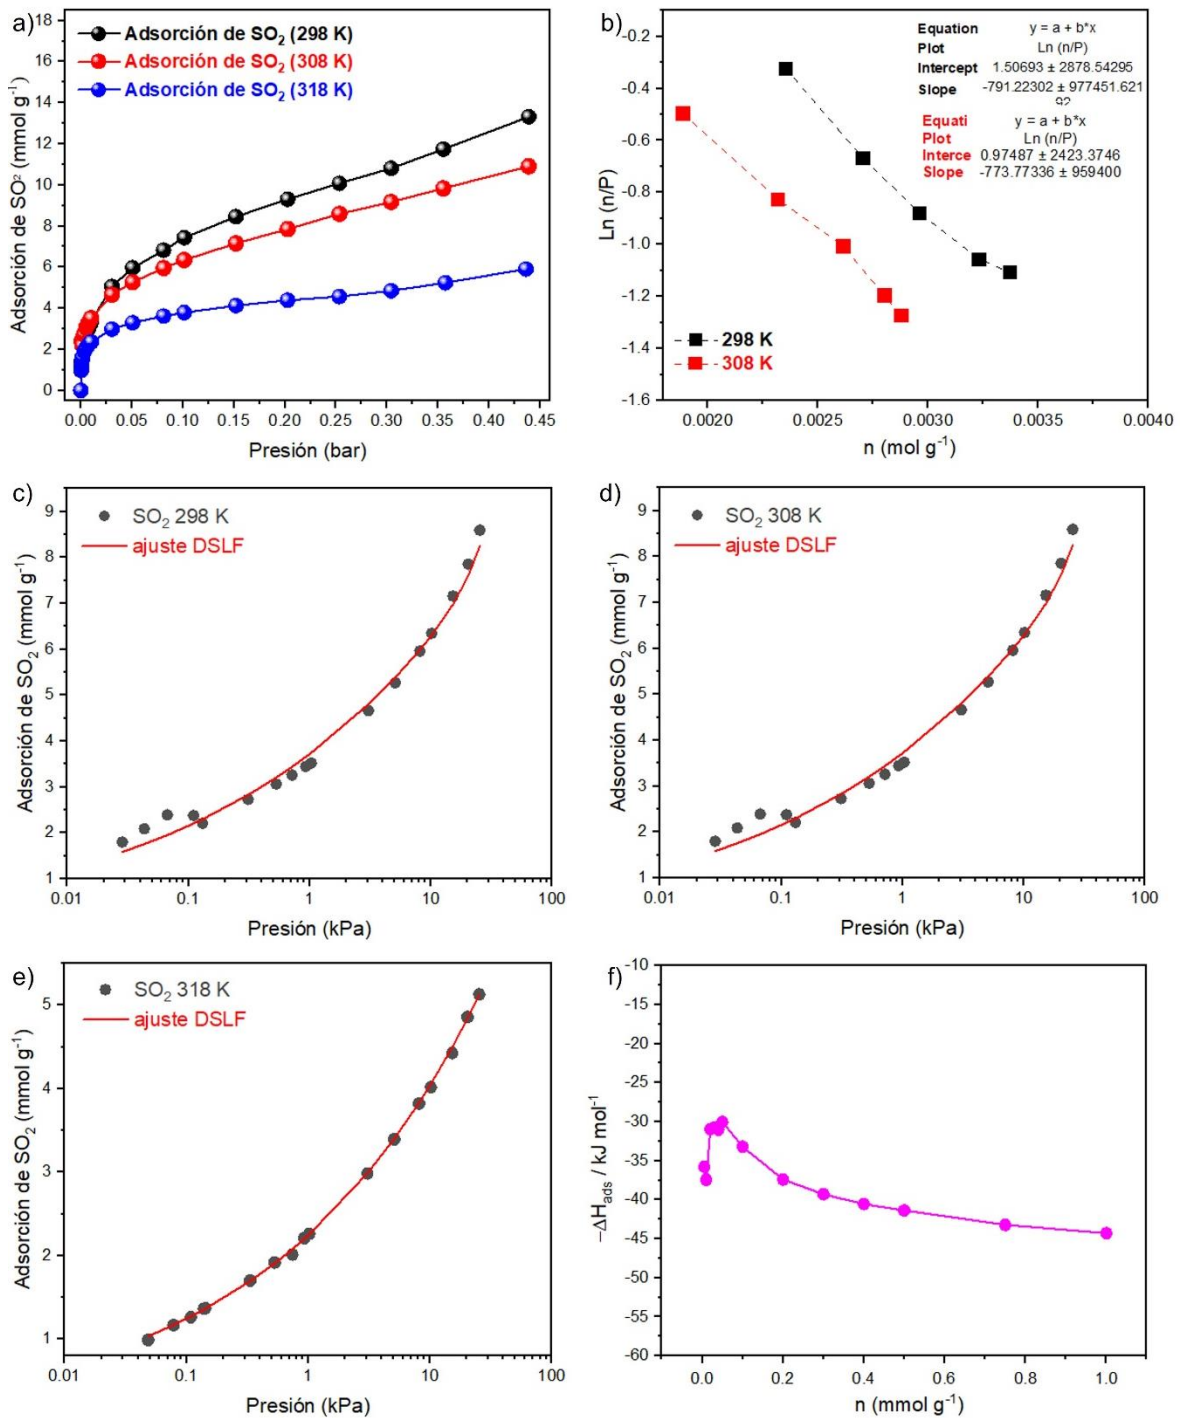 a)
Adsorción de SO² (mmol g⁻¹)
18
16
14
12
10
8
6
4
2
0
Adsorción de SO₂ (298 K)
Adsorción de SO₂ (308 K)
Adsorción de SO₂ (318 K)
0.00 0.05 0.10 0.15 0.20 0.25 0.30 0.35 0.40 0.45
Presión (bar)
b)
Ln (n/P)
-0.2
-0.4
-0.6
-0.8
-1.0
-1.2
-1.4
-1.6
Equation y = a + b*x
Plot Ln (n/P)
Intercept 1.50693 ± 2878.54295
Slope -791.22302 ± 977451.621
92
Equati y = a + b*x
Plot Ln (n/P)
Interce 0.97487 ± 2423.3746
Slope -773.77336 ± 959400
298 K
308 K
0.0020 0.0025 0.0030 0.0035 0.0040
n (mol g⁻¹)
c)
Adsorción de SO₂ (mmol g⁻¹)
9
8
7
6
5
4
3
2
1
SO₂ 298 K
ajuste DSLF
0.01 0.1 1 10 100
Presión (kPa)
d)
Adsorción de SO₂ (mmol g⁻¹)
9
8
7
6
5
4
3
2
1
SO₂ 308 K
ajuste DSLF
0.01 0.1 1 10 100
Presión (kPa)
e)
Adsorción de SO₂ (mmol g⁻¹)
5
4
3
2
1
SO₂ 318 K
ajuste DSLF
0.01 0.1 1 10 100
Presión (kPa)
f)
−ΔHads / kJ mol⁻¹
-10
-15
-20
-25
-30
-35
-40
-45
-50
-55
-60
0.0 0.2 0.4 0.6 0.8 1.0
n (mmol g⁻¹)